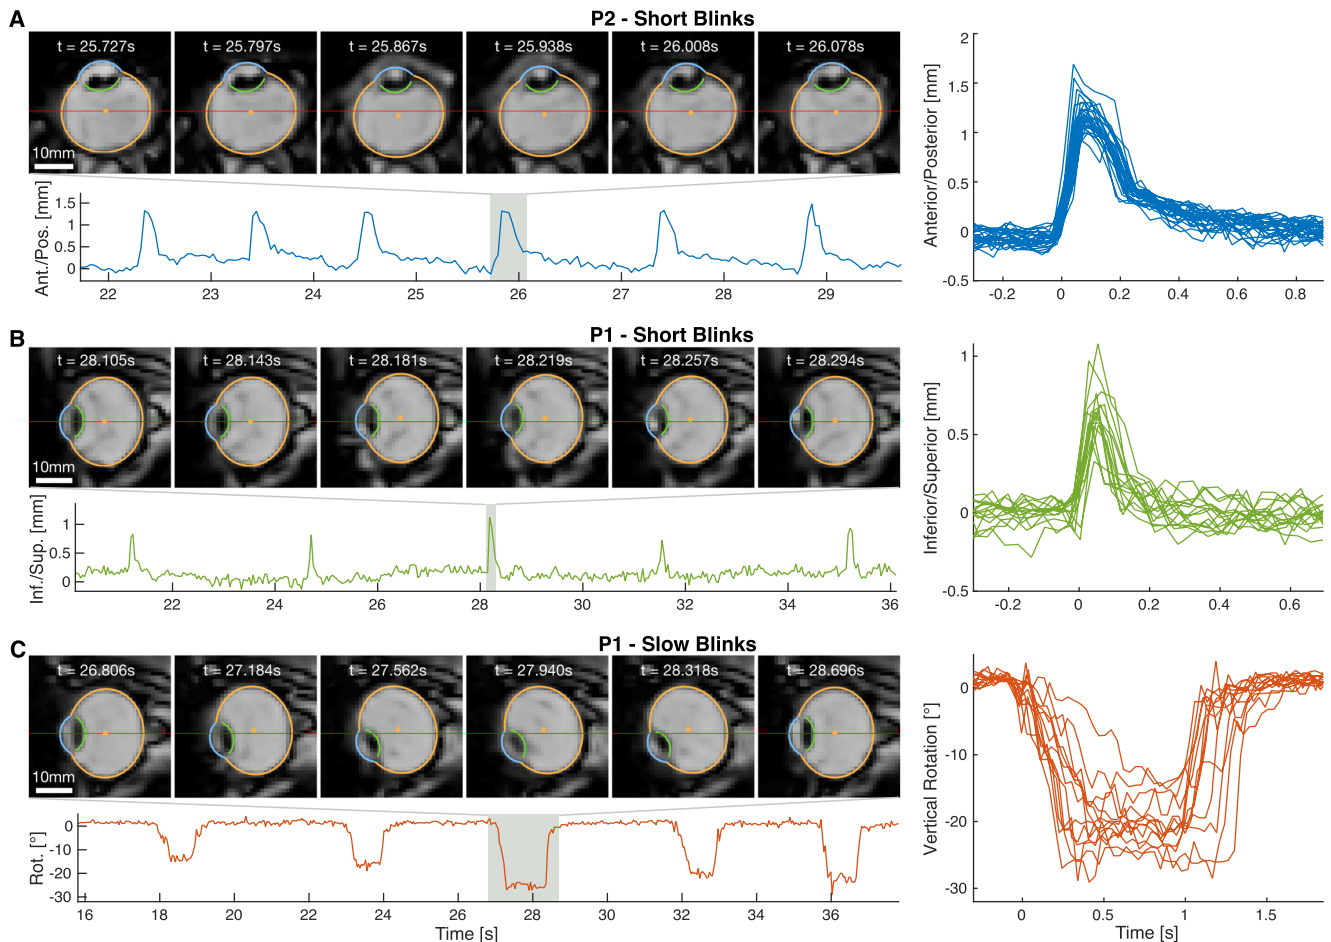 A
P2 - Short Blinks
t = 25.727s t = 25.797s t = 25.867s t = 25.938s t = 26.008s t = 26.078s
10mm
Ant./Pos. [mm]
1.5
1
0.5
0
22 23 24 25 26 27 28 29
Anterior/Posterior [mm]
2
1.5
1
0.5
0
-0.5
-0.2 0 0.2 0.4 0.6 0.8
B
P1 - Short Blinks
t = 28.105s t = 28.143s t = 28.181s t = 28.219s t = 28.257s t = 28.294s
10mm
Inf./Sup. [mm]
1
0.5
0
22 24 26 28 30 32 34 36
Inferior/Superior [mm]
1
0.5
0
-0.5
-0.2 0 0.2 0.4 0.6
C
P1 - Slow Blinks
t = 26.806s t = 27.184s t = 27.562s t = 27.940s t = 28.318s t = 28.696s
10mm
Rot. [°]
0
-10
-20
-30
16 18 20 22 24 26 28 30 32 34 36
Time [s]
Vertical Rotation [°]
0
-10
-20
-30
0 0.5 1 1.5
Time [s]